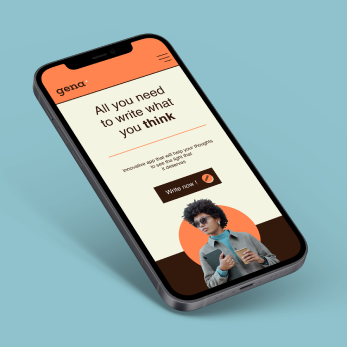 gena
All you need
to write what
you think
innovative app that will help your thoughts
to see the light that
it deserves
Write now !